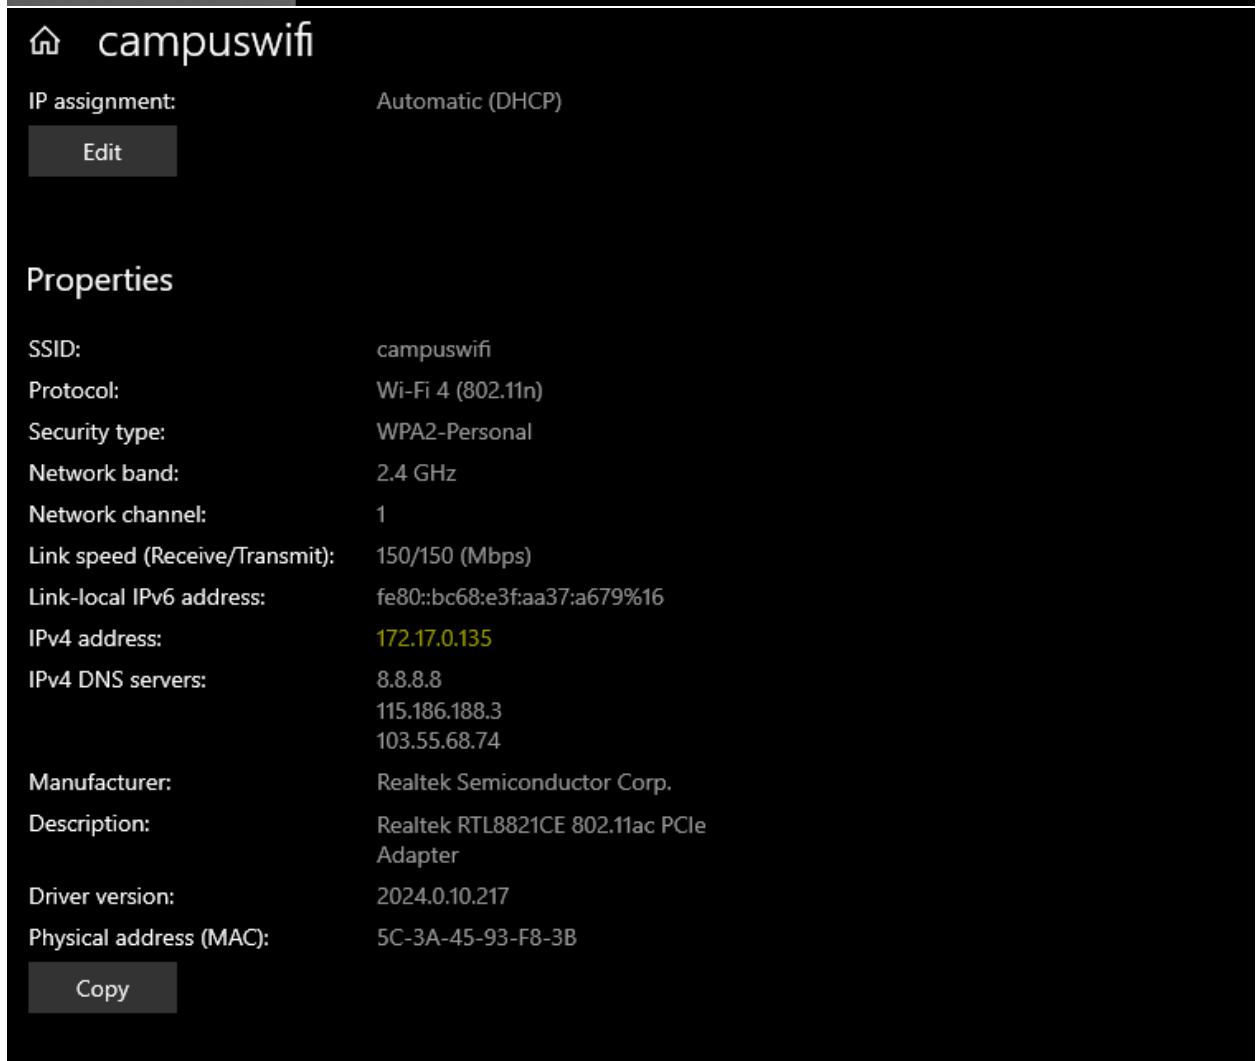 campuswifi
IP assignment: Automatic (DHCP)
Edit
Properties
SSID: campuswifi
Protocol: Wi-Fi 4 (802.11n)
Security type: WPA2-Personal
Network band: 2.4 GHz
Network channel: 1
Link speed (Receive/Transmit): 150/150 (Mbps)
Link-local IPv6 address: fe80::bc68:e3f:aa37:a679%16
IPv4 address: 172.17.0.135
IPv4 DNS servers: 8.8.8.8
115.186.188.3
103.55.68.74
Manufacturer: Realtek Semiconductor Corp.
Description: Realtek RTL8821CE 802.11ac PCIe
Adapter
Driver version: 2024.0.10.217
Physical address (MAC): 5C-3A-45-93-F8-3B
Copy